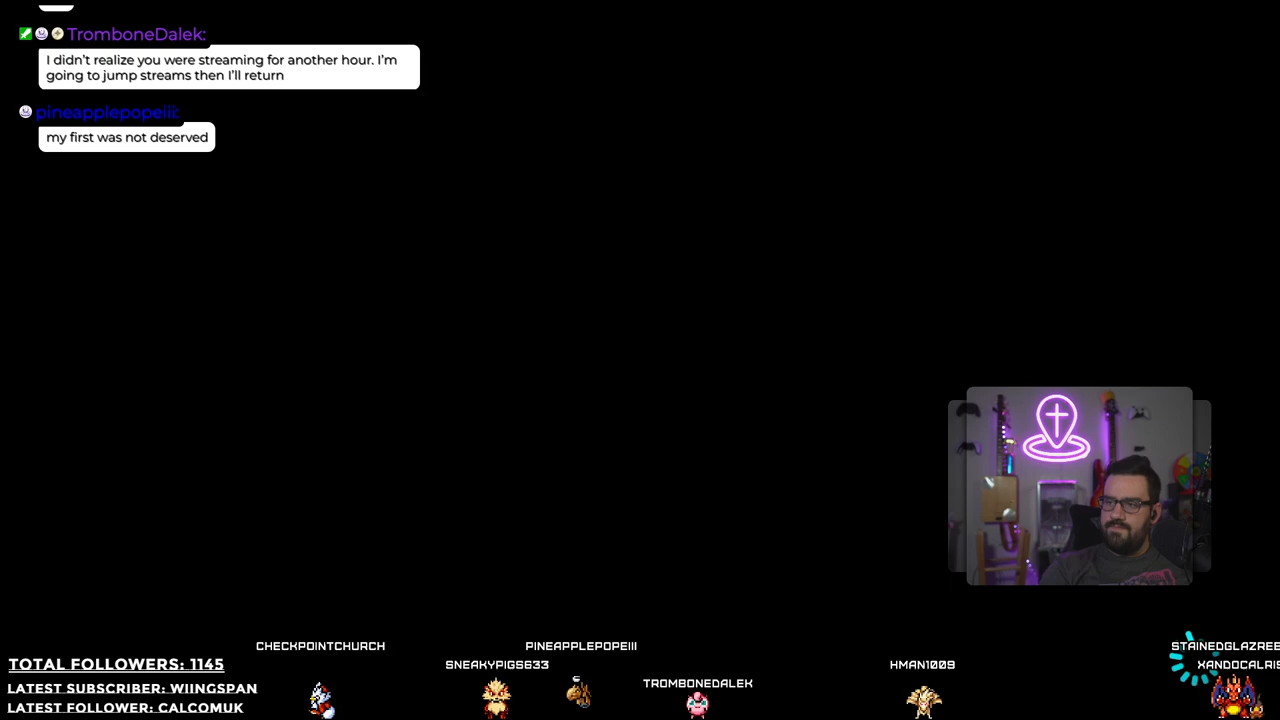 TromboneDalek:
I didn't realize you were streaming for another hour. I'm
going to jump streams then I'll return
pineapplepopeiii:
my first was not deserved
CHECKPOINTCHURCH
PINEAPPLEPOPEIII
SNEAKYPIGS633
HMAN1009
TROMBONEDALEK
STAINEDGLAZREE
XANDOCALRIS
TOTAL FOLLOWERS: 1145
LATEST SUBSCRIBER: WIINGSPAN
LATEST FOLLOWER: CALCOMUK